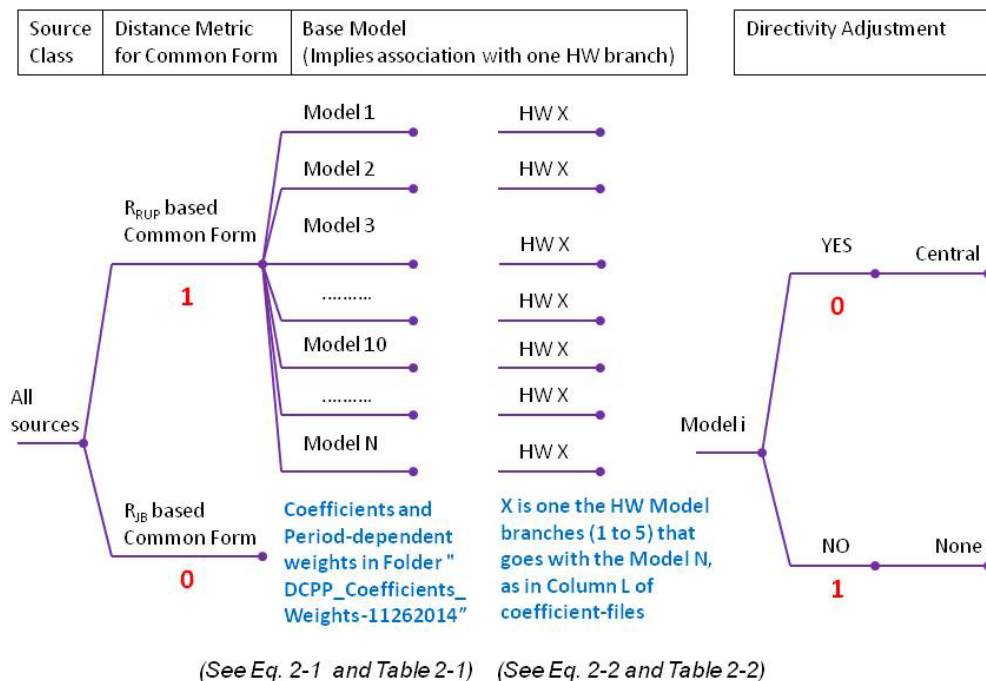 Source
Class
Distance Metric
for Common Form
Base Model
(Implies association with one HW branch)
Directivity Adjustment
Model 1
HW X
Model 2
HW X
R_RUP based
Common Form
1
Model 3
HW X
..........
HW X
Model 10
HW X
..........
HW X
Model N
HW X
All
sources
R_JB based
Common Form
0
Coefficients and
Period-dependent
weights in Folder "
DCPP_Coefficients_
Weights-11262014”
X is one the HW Model
branches (1 to 5) that
goes with the Model N,
as in Column L of
coefficient-files
(See Eq. 2-1 and Table 2-1)
(See Eq. 2-2 and Table 2-2)
Model i
YES
0
Central
NO
1
None